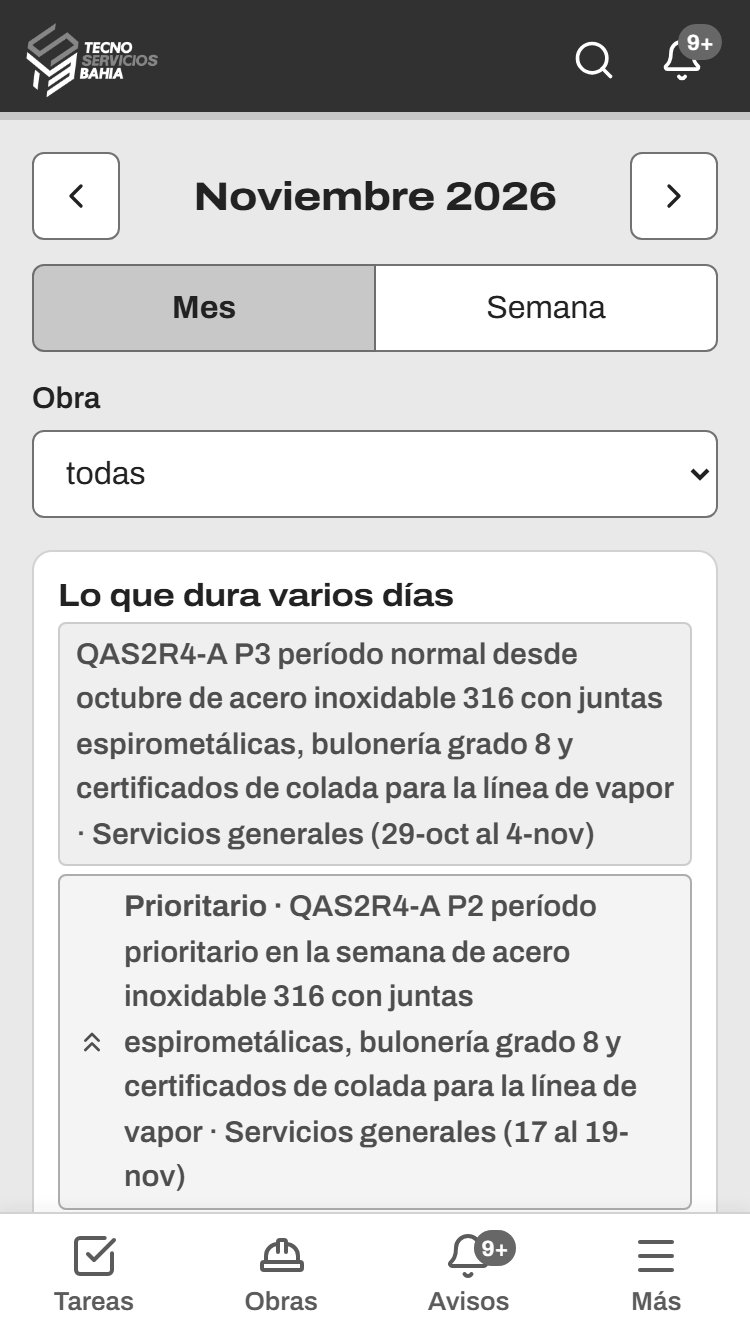 TECNO
SERVICIOS
BAHIA
9+
Noviembre 2026
Mes
Semana
Obra
todas
Lo que dura varios días
QAS2R4-A P3 período normal desde
octubre de acero inoxidable 316 con juntas
espirometálicas, bulonería grado 8 y
certificados de colada para la línea de vapor
· Servicios generales (29-oct al 4-nov)
Prioritario · QAS2R4-A P2 período
prioritario en la semana de acero
inoxidable 316 con juntas
espirometálicas, bulonería grado 8 y
certificados de colada para la línea de
vapor · Servicios generales (17 al 19-
nov)
9+
Tareas
Obras
Avisos
Más